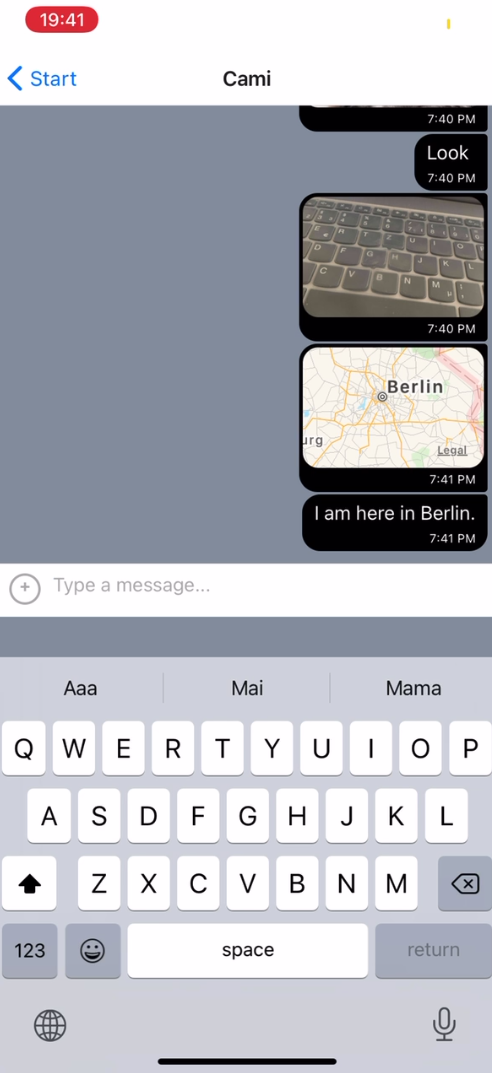 19:41
Start
Cami
7:40 PM
Look
7:40 PM
E R T Z U
D F G H J K L
C V B N M
7:40 PM
Berlin
urg
Legal
7:41 PM
I am here in Berlin.
7:41 PM
Type a message...
Aaa Mai Mama
Q W E R T Y U I O P
A S D F G H J K L
Z X C V B N M
123 space return